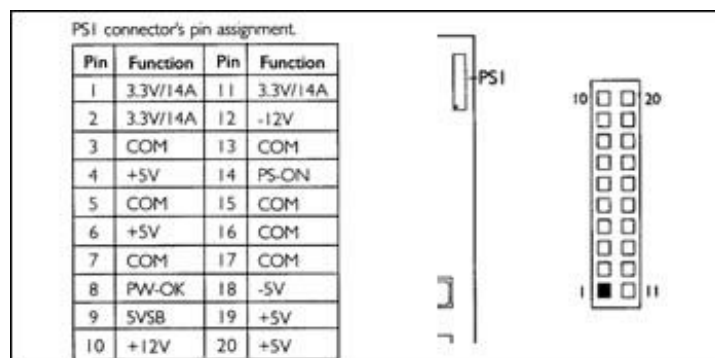 PS1 connector's pin assignment.
Pin Function Pin Function
1 3.3V/14A 11 3.3V/14A
2 3.3V/14A 12 -12V
3 COM 13 COM
4 +5V 14 PS-ON
5 COM 15 COM
6 +5V 16 COM
7 COM 17 COM
8 PW-OK 18 -5V
9 5VSB 19 +5V
10 +12V 20 +5V
PS1
10 20
1 11